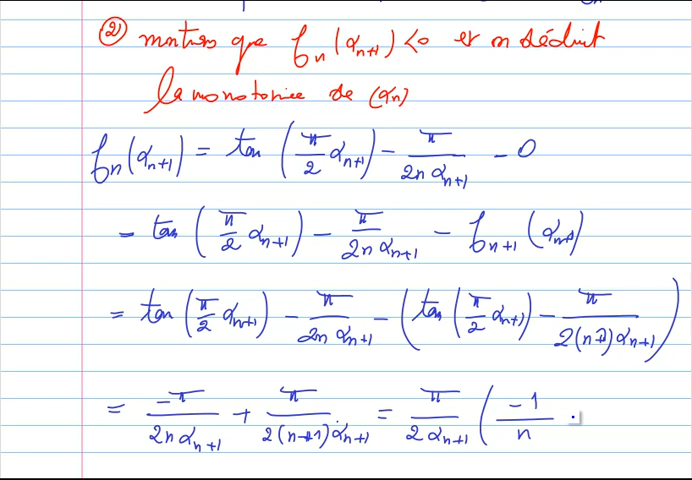 ② montrons que fₙ(αₙ₊₁) < 0 et en déduit
la monotonie de (αₙ)
fₙ(αₙ₊₁) = tan(π/2 αₙ₊₁) - π/(2n αₙ₊₁) - 0
= tan(π/2 αₙ₊₁) - π/(2n αₙ₊₁) - fₙ₊₁(αₙ₊₁)
= tan(π/2 αₙ₊₁) - π/(2n αₙ₊₁) - (tan(π/2 αₙ₊₁) - π/(2(n+1) αₙ₊₁))
= -π/(2n αₙ₊₁) + π/(2(n+1) αₙ₊₁) = π/(2αₙ₊₁) (-1/n